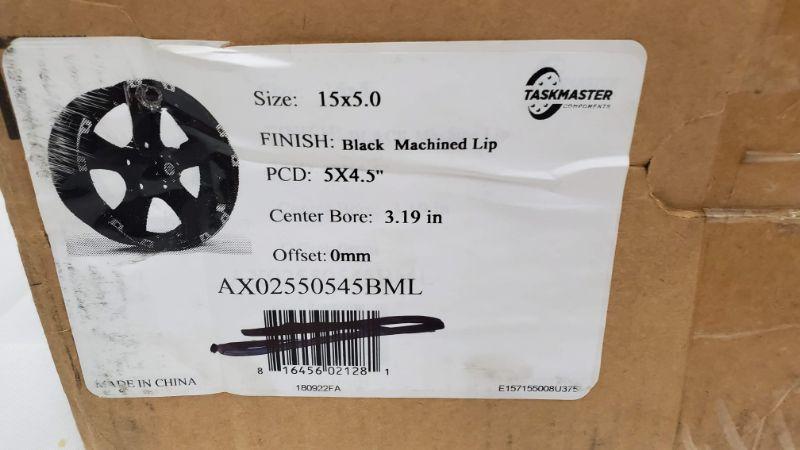 TASKMASTER
COMPONENTS
Size: 15x5.0
FINISH: Black Machined Lip
PCD: 5X4.5"
Center Bore: 3.19 in
Offset: 0mm
AX02550545BML
8 16456 02128 1
MADE IN CHINA
180922FA
E157155008U375